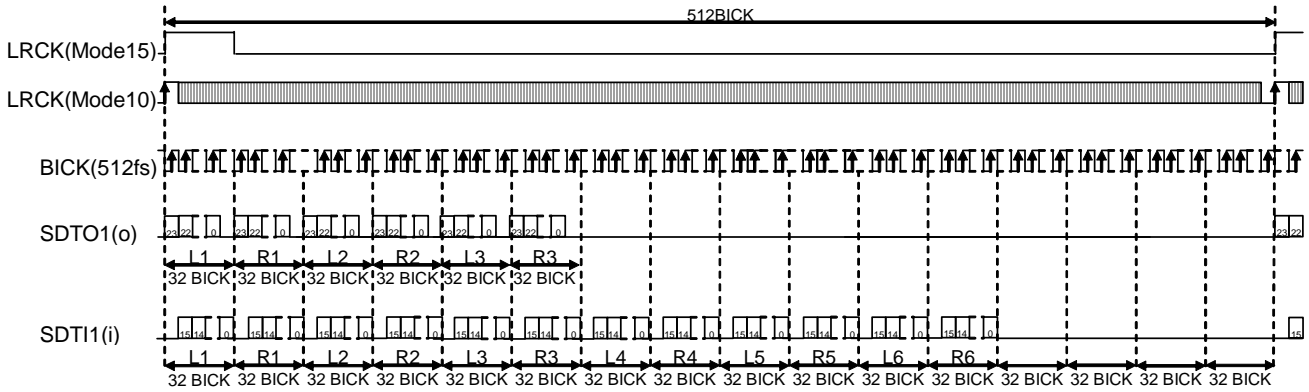 512BICK
LRCK(Mode15)
LRCK(Mode10)
BICK(512fs)
SDTO1(o)
23 22 0 23 22 0 23 22 0 23 22 0 23 22 0 23 22 0 23 22
L1 R1 L2 R2 L3 R3
32 BICK 32 BICK 32 BICK 32 BICK 32 BICK 32 BICK
SDTI1(i)
15 14 0 15 14 0 15 14 0 15 14 0 15 14 0 15 14 0 15 14 0 15 14 0 15 14 0 15 14 0 15 14 0 15 14 0 15
L1 R1 L2 R2 L3 R3 L4 R4 L5 R5 L6 R6
32 BICK 32 BICK 32 BICK 32 BICK 32 BICK 32 BICK 32 BICK 32 BICK 32 BICK 32 BICK 32 BICK 32 BICK 32 BICK 32 BICK 32 BICK 32 BICK